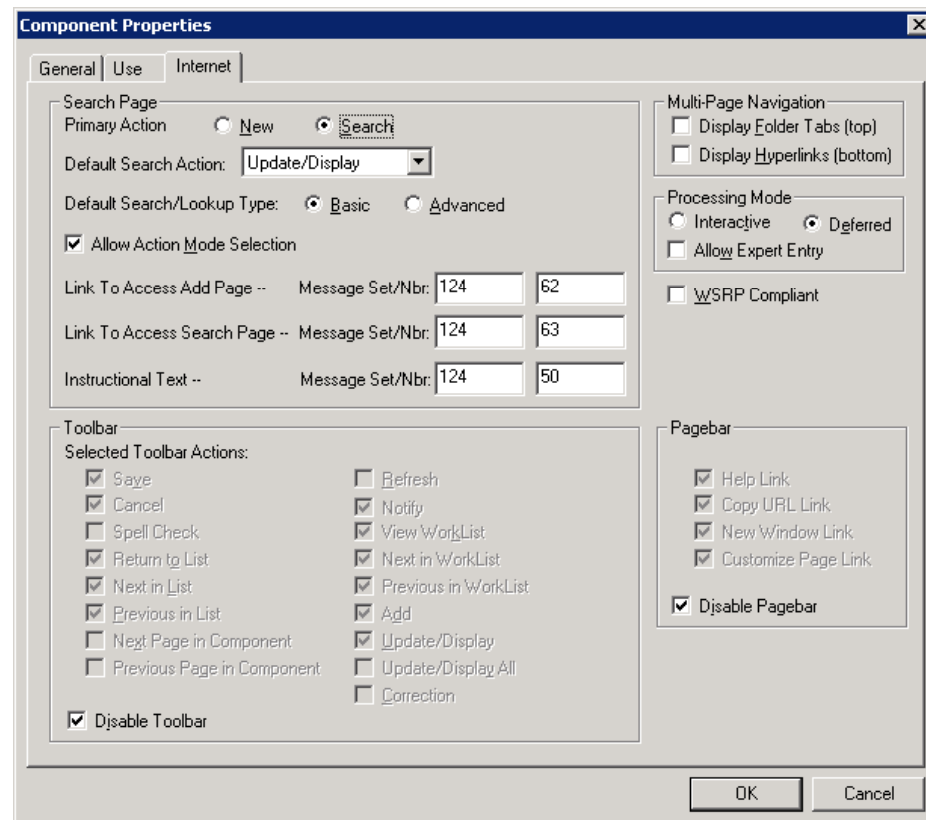 Component Properties
General Use Internet
Search Page
Primary Action New Search
Default Search Action: Update/Display
Default Search/Lookup Type: Basic Advanced
Allow Action Mode Selection
Link To Access Add Page -- Message Set/Nbr: 124 62
Link To Access Search Page -- Message Set/Nbr: 124 63
Instructional Text -- Message Set/Nbr: 124 50
Multi-Page Navigation
Display Folder Tabs (top)
Display Hyperlinks (bottom)
Processing Mode
Interactive Deferred
Allow Expert Entry
WSRP Compliant
Toolbar
Selected Toolbar Actions:
Save
Cancel
Spell Check
Return to List
Next in List
Previous in List
Next Page in Component
Previous Page in Component
Refresh
Notify
View WorkList
Next in WorkList
Previous in WorkList
Add
Update/Display
Update/Display All
Correction
Disable Toolbar
Pagebar
Help Link
Copy URL Link
New Window Link
Customize Page Link
Disable Pagebar
OK Cancel